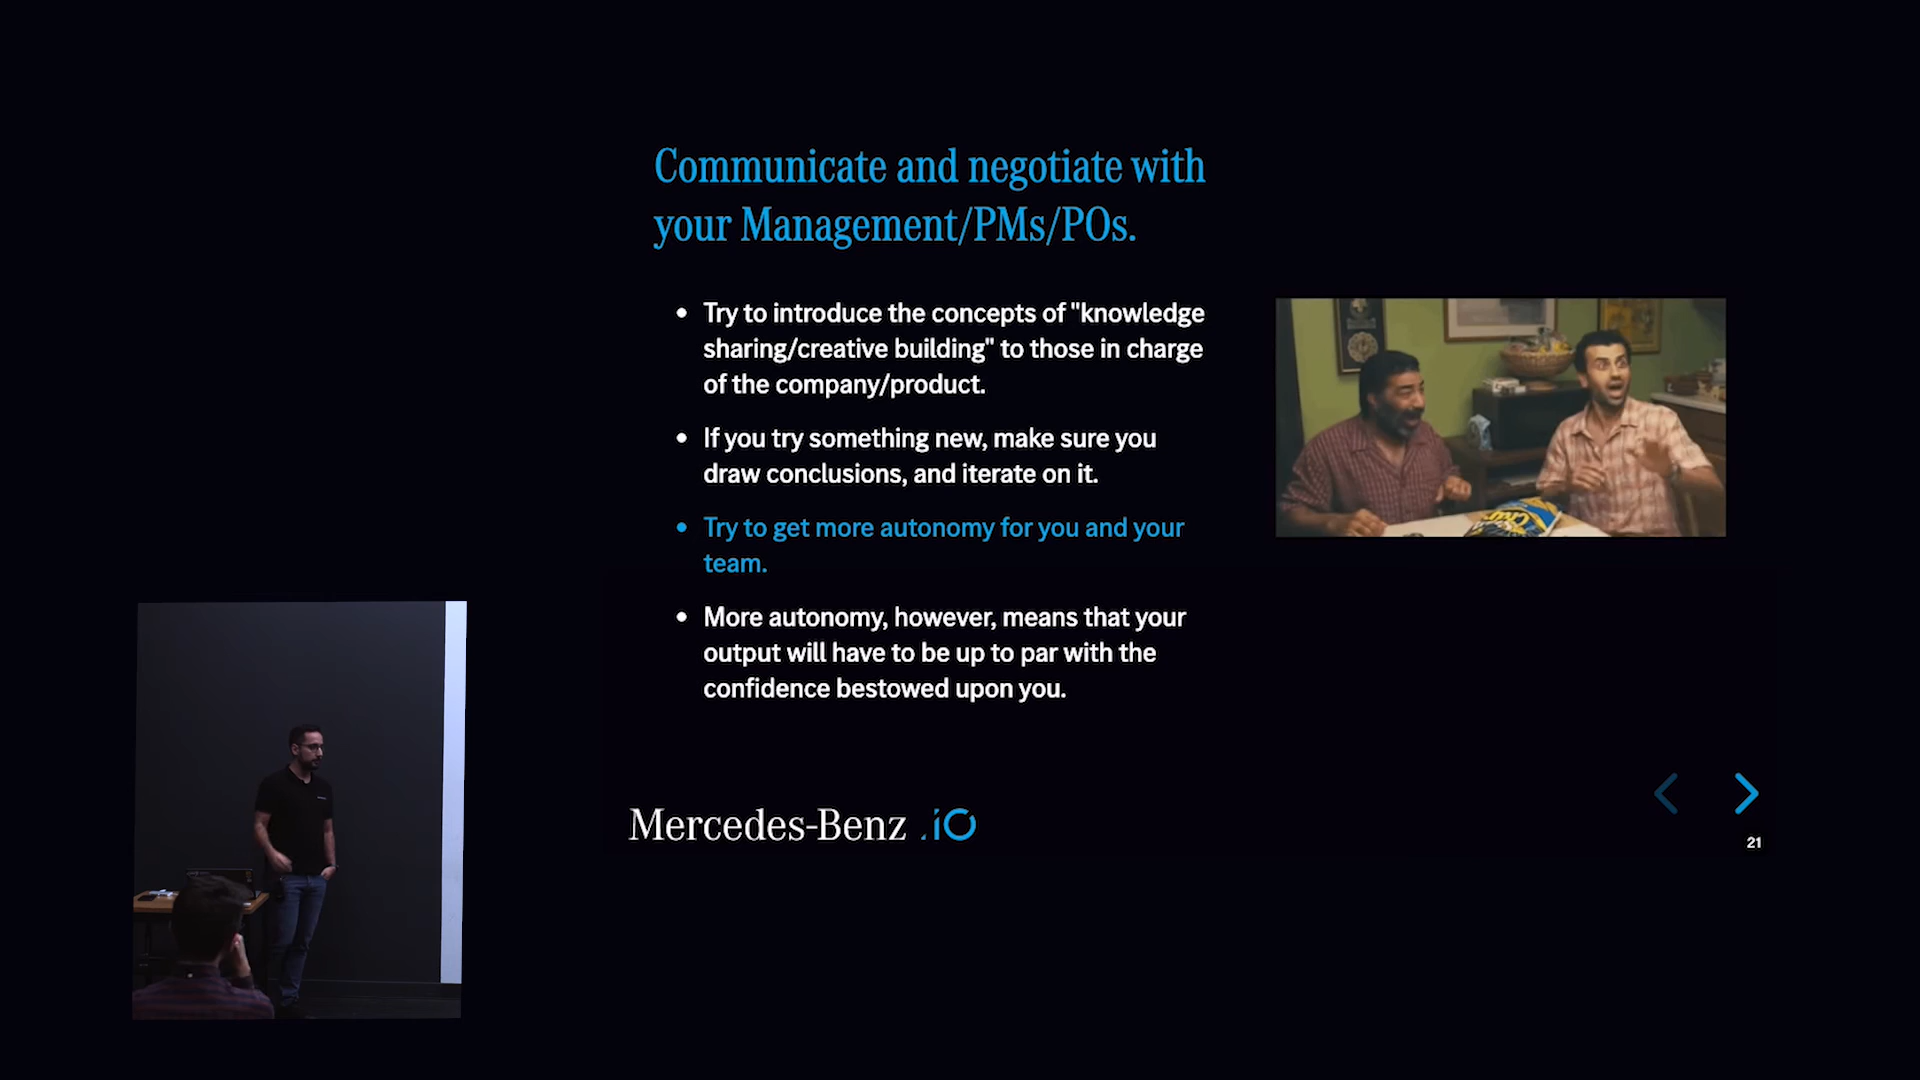 Communicate and negotiate with
your Management/PMs/POs.
• Try to introduce the concepts of "knowledge
sharing/creative building" to those in charge
of the company/product.
• If you try something new, make sure you
draw conclusions, and iterate on it.
• Try to get more autonomy for you and your
team.
• More autonomy, however, means that your
output will have to be up to par with the
confidence bestowed upon you.
Mercedes-Benz .io
21